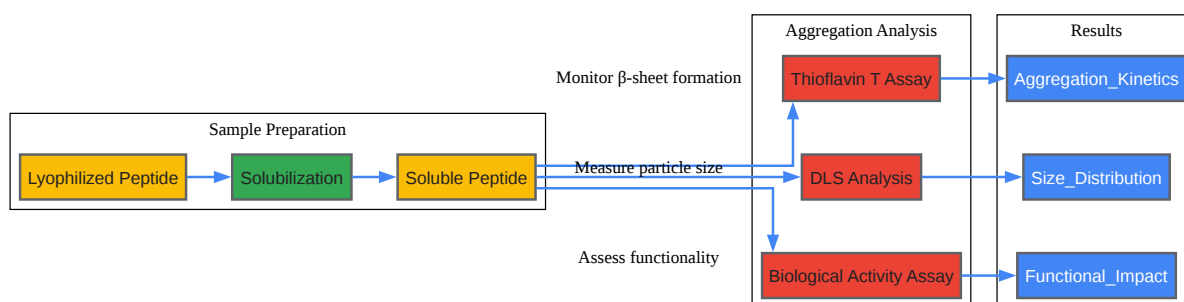 Aggregation Analysis
Results
Monitor β-sheet formation
Thioflavin T Assay
Aggregation_Kinetics
Sample Preparation
Lyophilized Peptide
Solubilization
Soluble Peptide
Measure particle size
DLS Analysis
Size_Distribution
Assess functionality
Biological Activity Assay
Functional_Impact